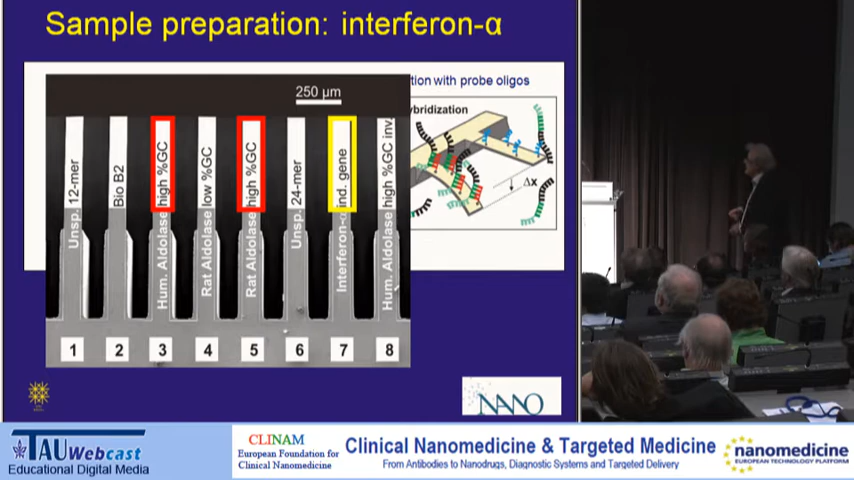 Sample preparation: interferon-α
tion with probe oligos
250 µm
bridization
Δx
Unsp. 12-mer
Bio B2
Hum. Aldolase high %GC
Rat Aldolase low %GC
Rat Aldolase high %GC
Unsp. 24-mer
Interferon-α ind. gene
Hum. Aldolase high %GC inv.
1 2 3 4 5 6 7 8
NANO
TAU Webcast
Educational Digital Media
CLINAM
European Foundation for
Clinical Nanomedicine
Clinical Nanomedicine & Targeted Medicine
From Antibodies to Nanodrugs, Diagnostic Systems and Targeted Delivery
nanomedicine
EUROPEAN TECHNOLOGY PLATFORM